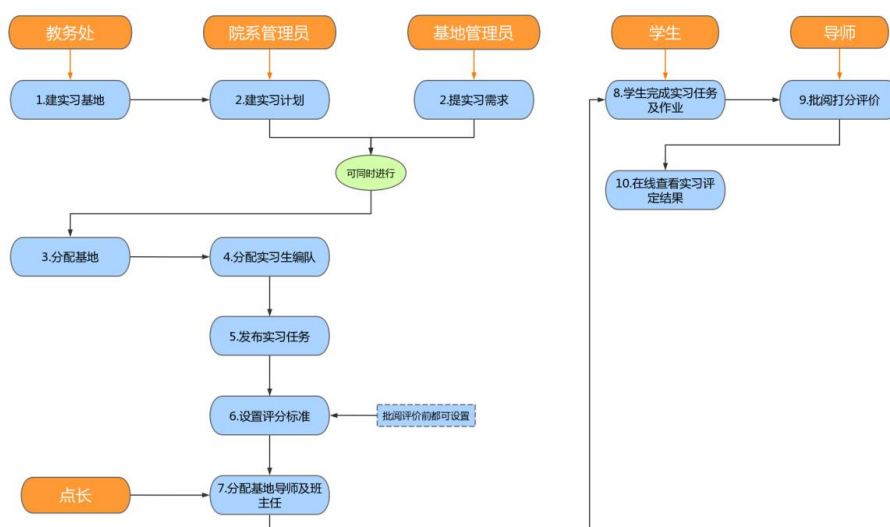 教务处
院系管理员
基地管理员
学生
导师
1.建实习基地
2.建实习计划
2.提实习需求
8.学生完成实习任务
及作业
9.批阅打分评价
可同时进行
10.在线查看实习评
定结果
3.分配基地
4.分配实习生编队
5.发布实习任务
6.设置评分标准
批阅评价前都可设置
点长
7.分配基地导师及班
主任